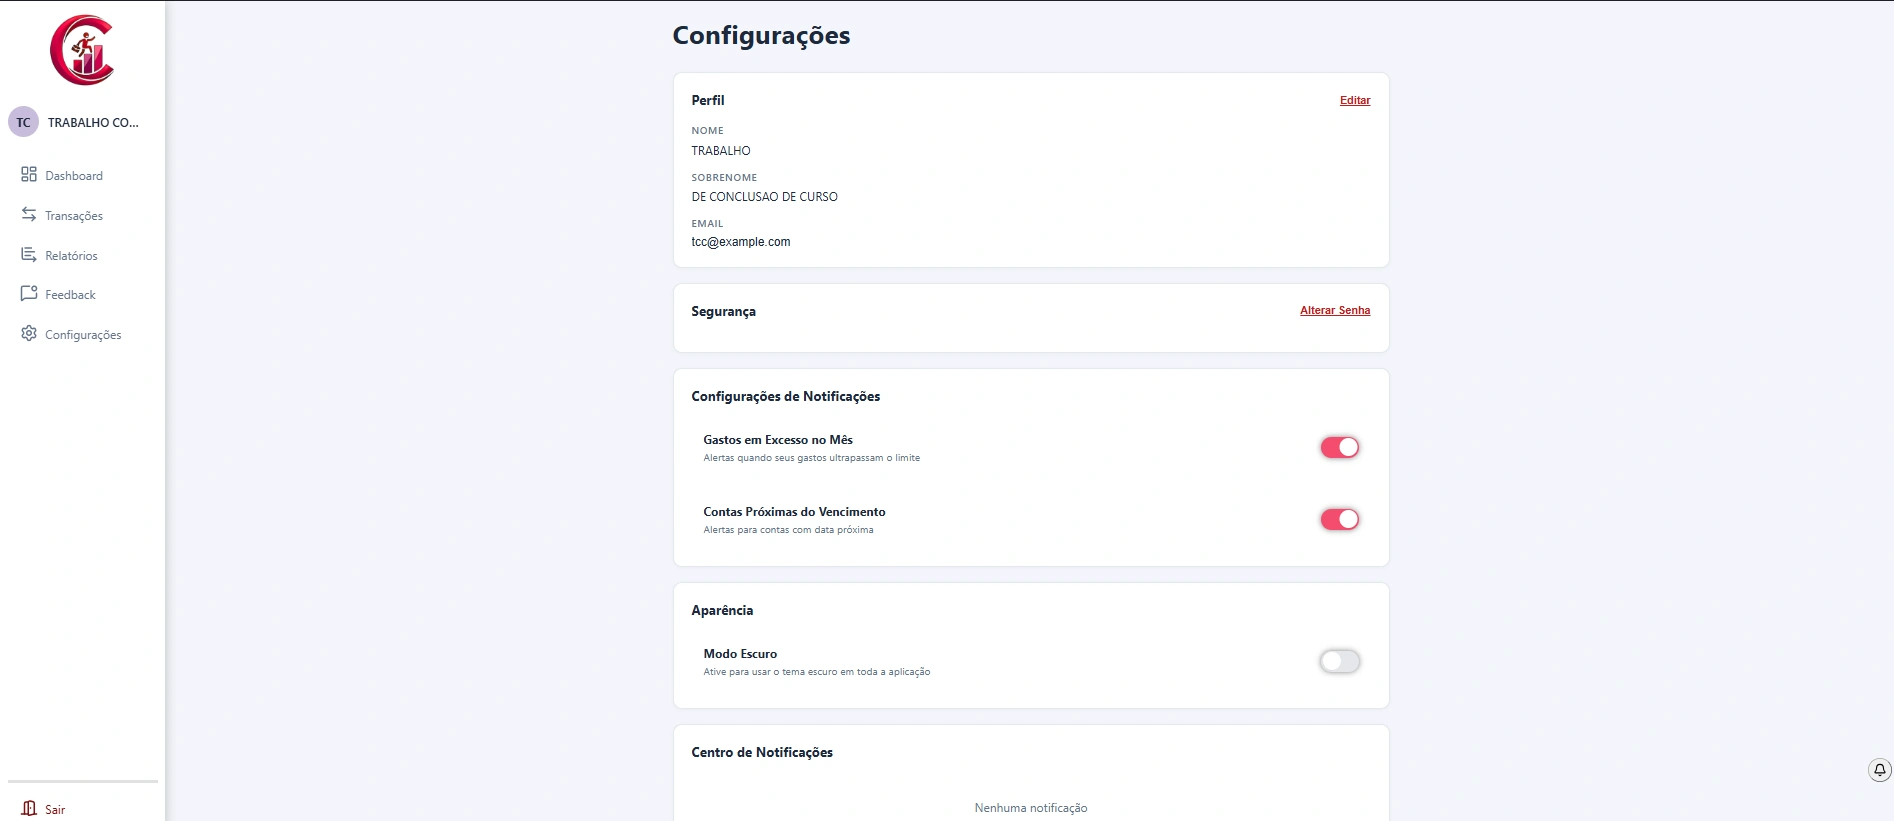 TC TRABALHO CO...
Dashboard
Transações
Relatórios
Feedback
Configurações
Sair
Configurações
Perfil
Editar
NOME
TRABALHO
SOBRENOME
DE CONCLUSAO DE CURSO
EMAIL
tcc@example.com
Segurança
Alterar Senha
Configurações de Notificações
Gastos em Excesso no Mês
Alertas quando seus gastos ultrapassam o limite
Contas Próximas do Vencimento
Alertas para contas com data próxima
Aparência
Modo Escuro
Ative para usar o tema escuro em toda a aplicação
Centro de Notificações
Nenhuma notificação